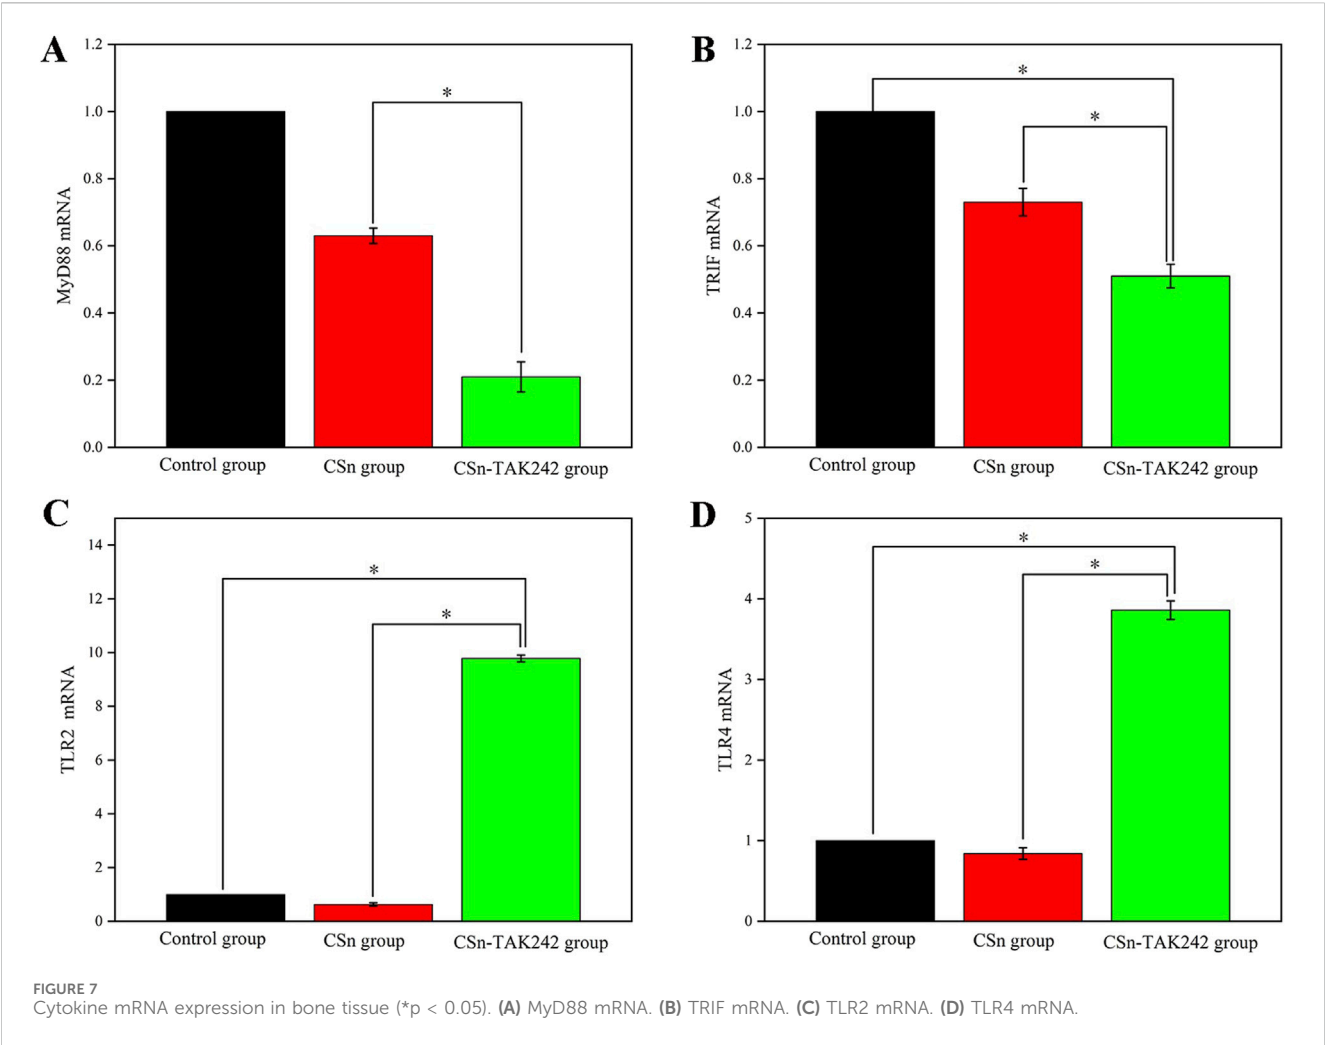 A
1.2
1.0
0.8
0.6
0.4
0.2
0.0
MyD88 mRNA
*
Control group
CSn group
CSn-TAK242 group
B
1.2
1.0
0.8
0.6
0.4
0.2
0.0
TRIF mRNA
*
*
Control group
CSn group
CSn-TAK242 group
C
14
12
10
8
6
4
2
0
TLR2 mRNA
*
*
Control group
CSn group
CSn-TAK242 group
D
5
4
3
2
1
0
TLR4 mRNA
*
*
Control group
CSn group
CSn-TAK242 group
FIGURE 7
Cytokine mRNA expression in bone tissue (*p < 0.05). (A) MyD88 mRNA. (B) TRIF mRNA. (C) TLR2 mRNA. (D) TLR4 mRNA.